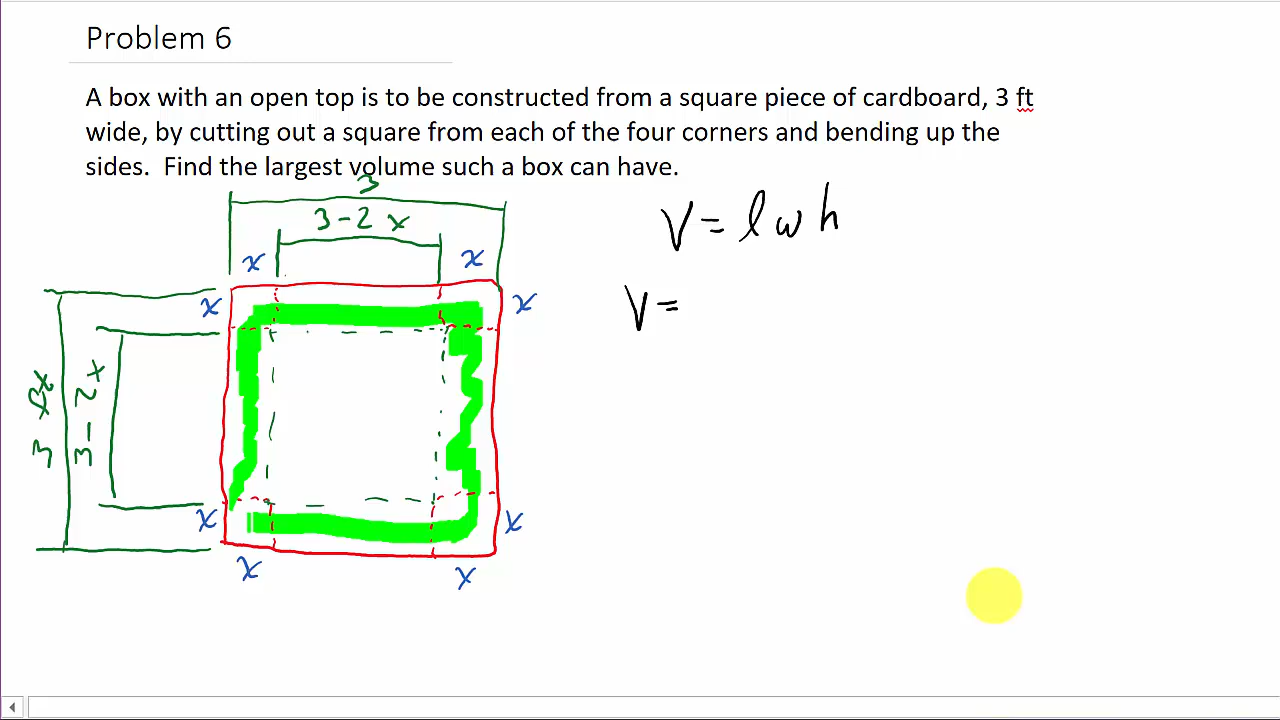 Problem 6
A box with an open top is to be constructed from a square piece of cardboard, 3 ft
wide, by cutting out a square from each of the four corners and bending up the
sides. Find the largest volume such a box can have.
3
3-2x
V = l w h
x x
x x
V =
3
3-2x
x x
x x